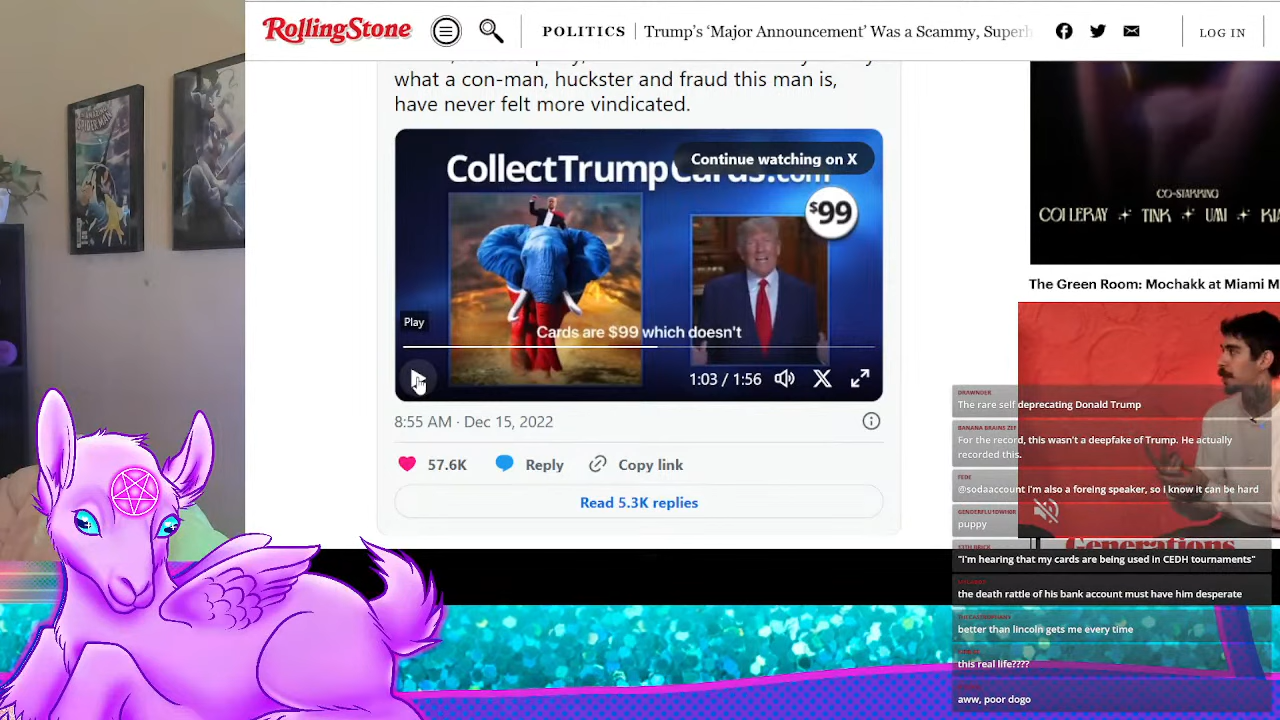 RollingStone
POLITICS
Trump's 'Major Announcement' Was a Scammy, Superh
LOG IN
what a con-man, huckster and fraud this man is,
have never felt more vindicated.
CollectTrumpCards.com
Continue watching on X
$99
Play
Cards are $99 which doesn't
1:03 / 1:56
8:55 AM · Dec 15, 2022
57.6K
Reply
Copy link
Read 5.3K replies
CO-STARRING
TINK
UMI
The Green Room: Mochakk at Miami M
The rare self deprecating Donald Trump
For the record, this wasn't a deepfake of Trump. He actually
recorded this.
@sodaaccount I'm also a foreing speaker, so I know it can be hard
puppy
Generations
"I'm hearing that my cards are being used in CEDH tournaments"
the death rattle of his bank account must have him desperate
better than lincoln gets me every time
this real life????
aww, poor dogo